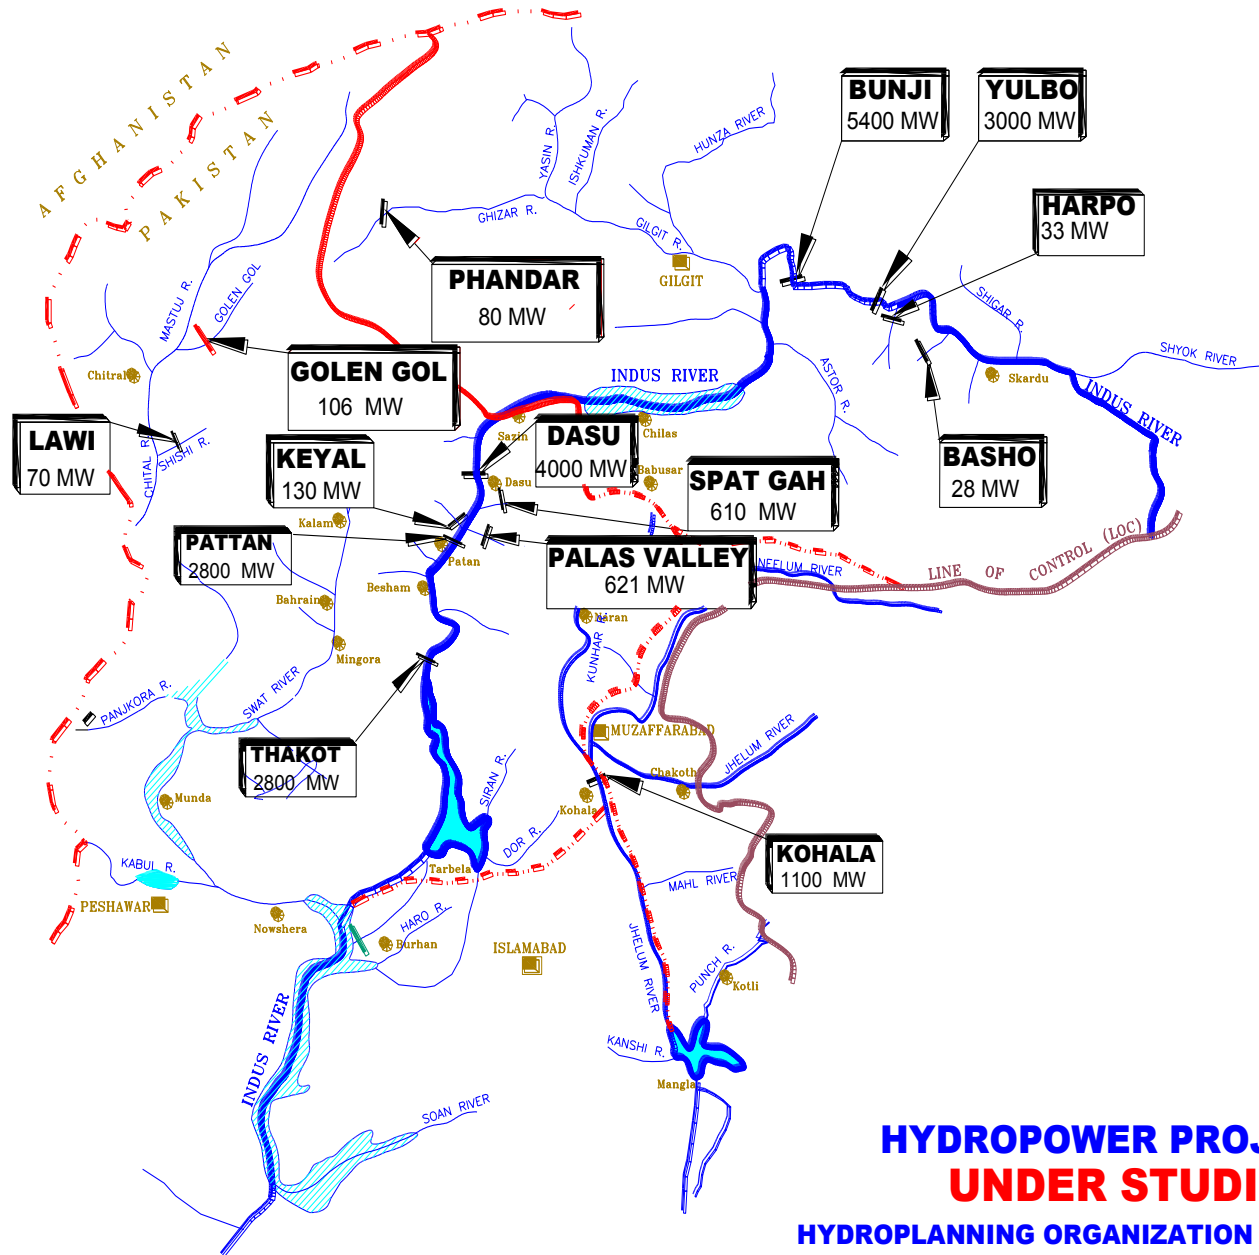 AFGHANISTAN
PAKISTAN
BUNJI
5400 MW
YULBO
3000 MW
HARPO
33 MW
YASIN R.
ISHKUMAN R.
HUNZA RIVER
GHIZAR R.
GILGIT R.
GILGIT
PHANDAR
80 MW
MASTUJ R.
GOLEN GOL
SHIGAR R.
SHYOK RIVER
Chitral
GOLEN GOL
106 MW
INDUS RIVER
ASTOR R.
Skardu
INDUS RIVER
LAWI
70 MW
CHITAL R.
SHISHI R.
Sazin
Chilas
KEYAL
130 MW
DASU
4000 MW
Dasu
Babusar
SPAT GAH
610 MW
BASHO
28 MW
Kalam
PATTAN
2800 MW
Patan
PALAS VALLEY
621 MW
NEELUM RIVER
LINE OF CONTROL (LOC)
Besham
Bahrain
Naran
KUNHAR R.
Mingora
PANJKORA R.
SWAT RIVER
MUZAFFARABAD
JHELUM RIVER
THAKOT
2800 MW
Chakothi
Munda
SIRAN R.
Kohala
DOR R.
KOHALA
1100 MW
KABUL R.
Tarbela
MAHL RIVER
PESHAWAR
Nowshera
HARO R.
Burhan
ISLAMABAD
JHELUM RIVER
PUNCH R.
Kotli
INDUS RIVER
KANSHI R.
Mangla
SOAN RIVER
HYDROPOWER PROJ
UNDER STUDI
HYDROPLANNING ORGANIZATION